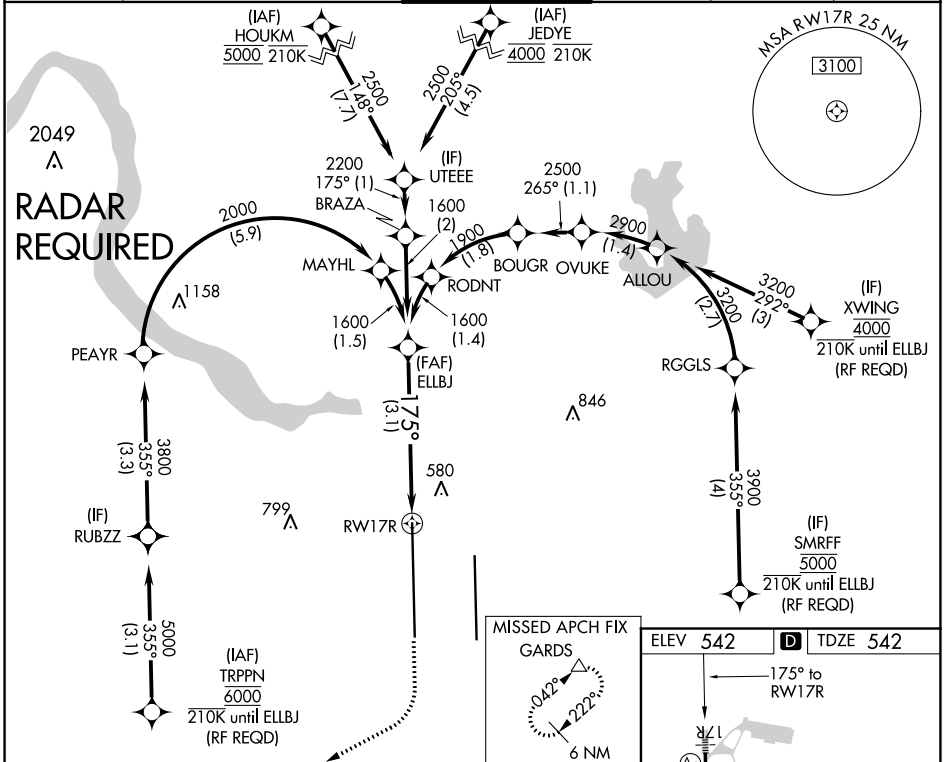 (IAF)
HOUKM
5000 210K
(IAF)
JEDYE
4000 210K
MSA RW17R 25 NM
3100
2500
148°
(7.7)
2500
205°
(4.5)
2049
RADAR
REQUIRED
2200
175° (1)
BRAZA
(IF)
UTEEE
1600
(2)
2500
265° (1.1)
2000
(5.9)
1900
(1.8)
BOUGR
OVUKE
2900
(1.4)
ALLOU
MAYHL
RODNT
1158
1600
(1.5)
1600
(1.4)
3200
(2.7)
3200
292°
(3)
(IF)
XWING
4000
210K until ELLBJ
(RF REQD)
PEAYR
(FAF)
ELLBJ
RGGLS
175°
(3.1)
846
3800
355°
(3.3)
580
3900
355°
(4)
(IF)
RUBZZ
799
RW17R
(IF)
SMRFF
5000
210K until ELLBJ
(RF REQD)
5000
355°
(3.1)
(IAF)
TRPPN
6000
210K until ELLBJ
(RF REQD)
MISSED APCH FIX
GARDS
042°
222°
6 NM
ELEV 542
D
TDZE 542
175° to
RW17R
17R
A